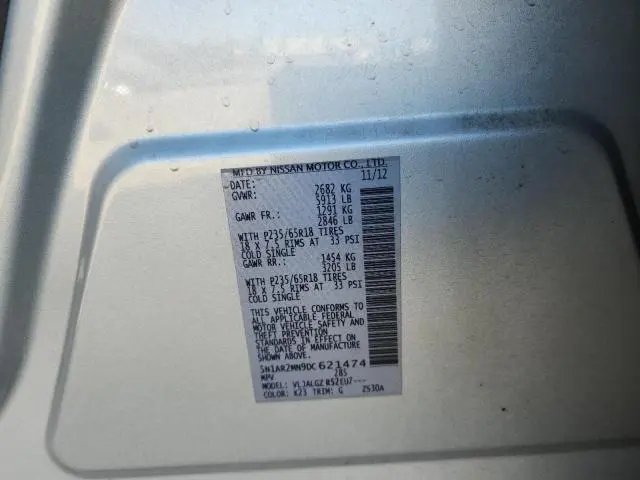 MFD BY NISSAN MOTOR CO., LTD.
DATE: 11/12
GVWR: 2682 KG
5913 LB
GAWR FR.: 1291 KG
2846 LB
WITH P235/65R18 TIRES
18 X 7.5 RIMS AT 33 PSI
COLD SINGLE
GAWR RR.: 1454 KG
3205 LB
WITH P235/65R18 TIRES
18 X 7.5 RIMS AT 33 PSI
COLD SINGLE
THIS VEHICLE CONFORMS TO
ALL APPLICABLE FEDERAL
MOTOR VEHICLE SAFETY AND
THEFT PREVENTION
STANDARDS IN EFFECT ON THE
DATE OF MANUFACTURE
5N1AR2MN9DC621474
MPV 285
MODEL: VLJALGZ R52EU7---
COLOR: K23 TRIM: G ZS30A